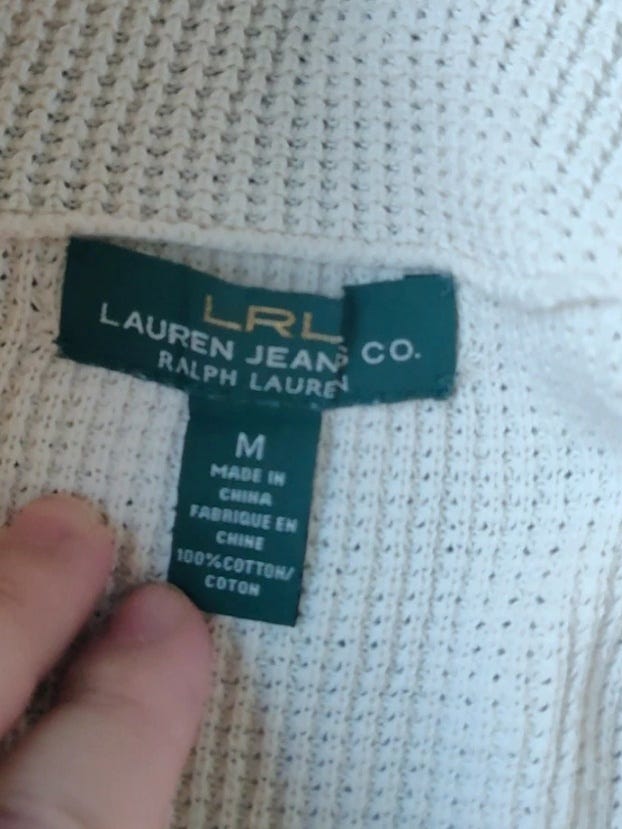 LRL
LAUREN JEANS CO.
RALPH LAUREN
M
MADE IN
CHINA
FABRIQUE EN
CHINE
100%COTTON/
COTON